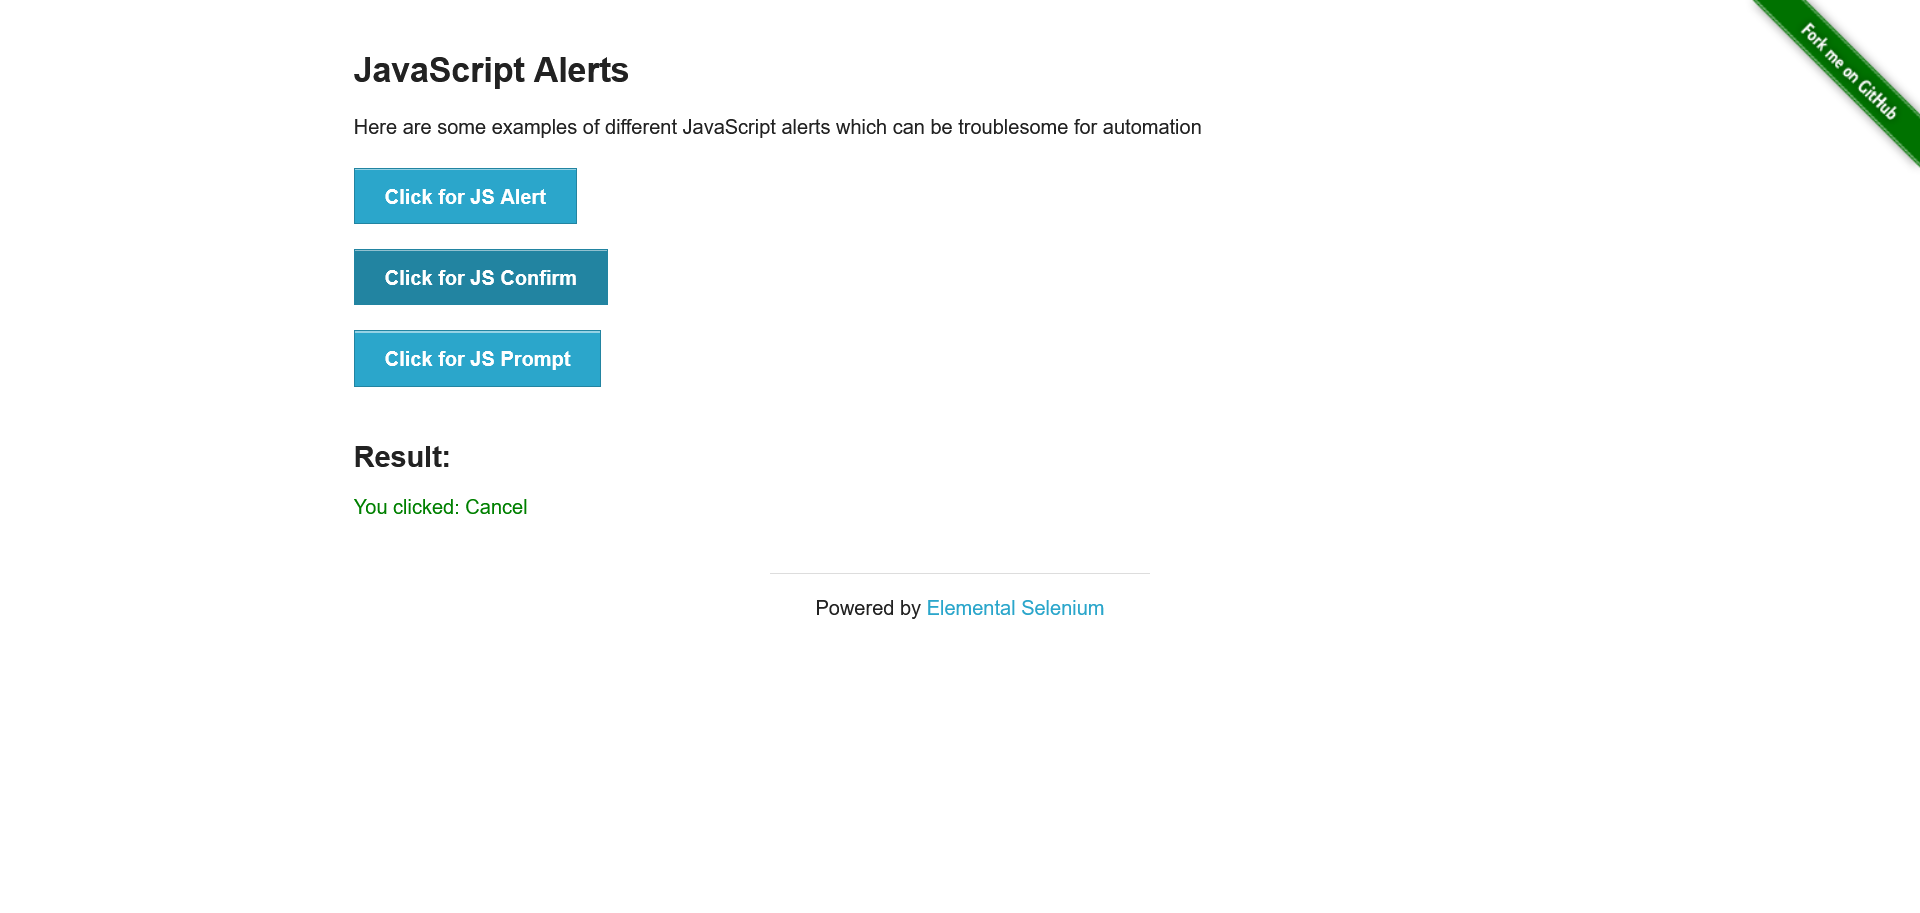 Fork me on GitHub
JavaScript Alerts
Here are some examples of different JavaScript alerts which can be troublesome for automation
Click for JS Alert
Click for JS Confirm
Click for JS Prompt
Result:
You clicked: Cancel
Powered by Elemental Selenium